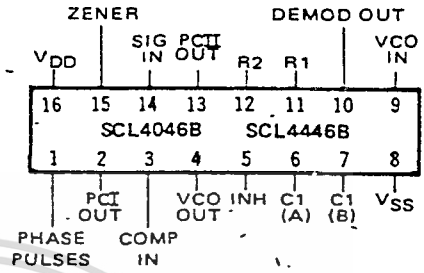 ZENER DEMOD OUT
SIG PCII VCO
VDD IN OUT R2 R1 IN
16 15 14 13 12 11 10 9
SCL4046B SCL4446B
1 2 3 4 5 6 7 8
PCI VCO INH C1 C1 VSS
OUT OUT (A) (B)
PHASE COMP
PULSES IN